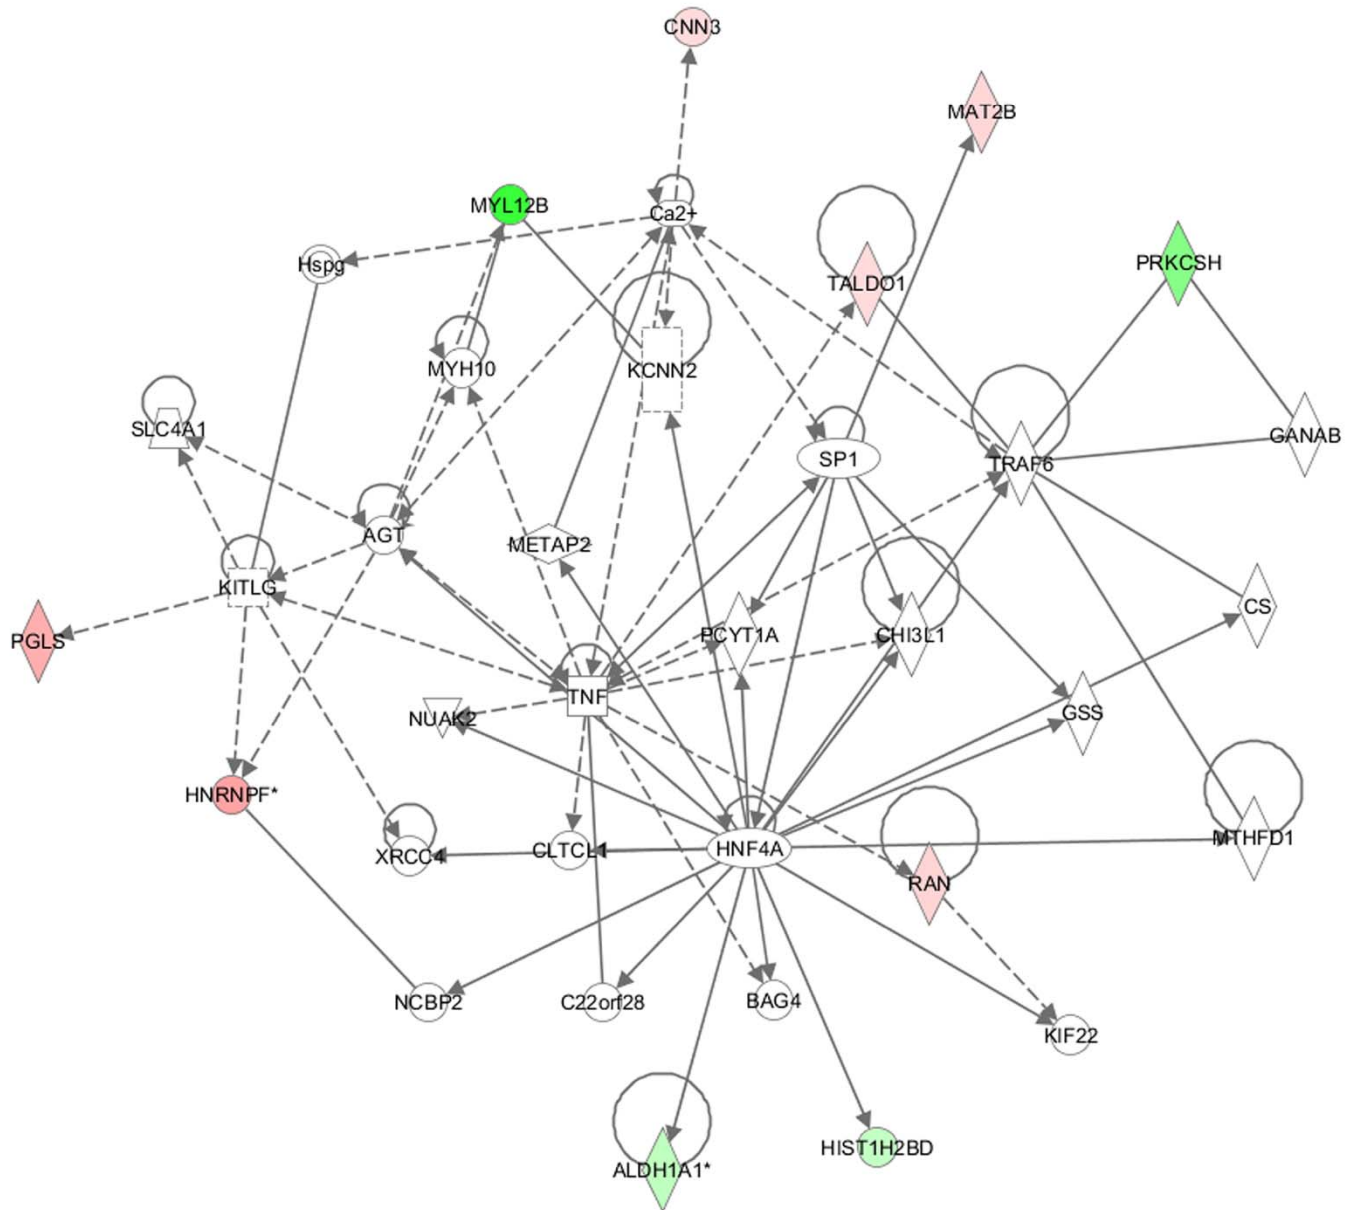 CNN3
MAT2B
MYL12B
Ca2+
Hspg
TALDO1
PRKCSH
MYH10
KCNN2
SLC4A1
SP1
TRAF6
GANAB
AGT
METAP2
KITLG
PGLS
PCYT1A
CHI3L1
CS
TNF
NUAK2
GSS
HNRNPF*
XRCC4
CLTCL1
HNF4A
MTHFD1
RAN
NCBP2
C22orf28
BAG4
KIF22
ALDH1A1*
HIST1H2BD